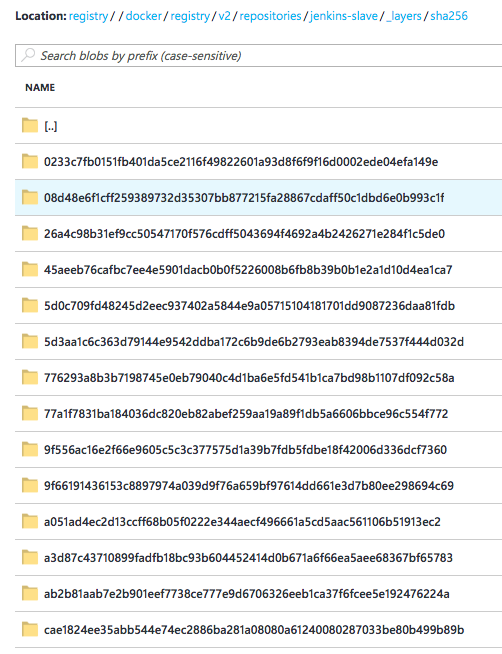 Location: registry / / docker / registry / v2 / repositories / jenkins-slave / _layers / sha256
Search blobs by prefix (case-sensitive)
NAME
[..]
0233c7fb0151fb401da5ce2116f49822601a93d8f6f9f16d0002ede04efa149e
08d48e6f1cff259389732d35307bb877215fa28867cdaff50c1dbd6e0b993c1f
26a4c98b31ef9cc50547170f576cdff5043694f4692a4b2426271e284f1c5de0
45aeeb76cafbc7ee4e5901dacb0b0f5226008b6fb8b39b0b1e2a1d10d4ea1ca7
5d0c709fd48245d2eec937402a5844e9a05715104181701dd9087236daa81fdb
5d3aa1c6c363d79144e9542ddba172c6b9de6b2793eab8394de7537f444d032d
776293a8b3b7198745e0eb79040c4d1ba6e5fd541b1ca7bd98b1107df092c58a
77a1f7831ba184036dc820eb82abef259aa19a89f1db5a6606bbce96c554f772
9f556ac16e2f66e9605c5c3c377575d1a39b7fdb5fdbe18f42006d336dcf7360
9f66191436153c8897974a039d9f76a659bf97614dd661e3d7b80ee298694c69
a051ad4ec2d13ccff68b05f0222e344aecf496661a5cd5aac561106b51913ec2
a3d87c43710899fadfb18bc93b604452414d0b671a6f66ea5aee68367bf65783
ab2b81aab7e2b901eef7738ce777e9d6706326eeb1ca37f6fcee5e192476224a
cae1824ee35abb544e74ec2886ba281a08080a61240080287033be80b499b89b